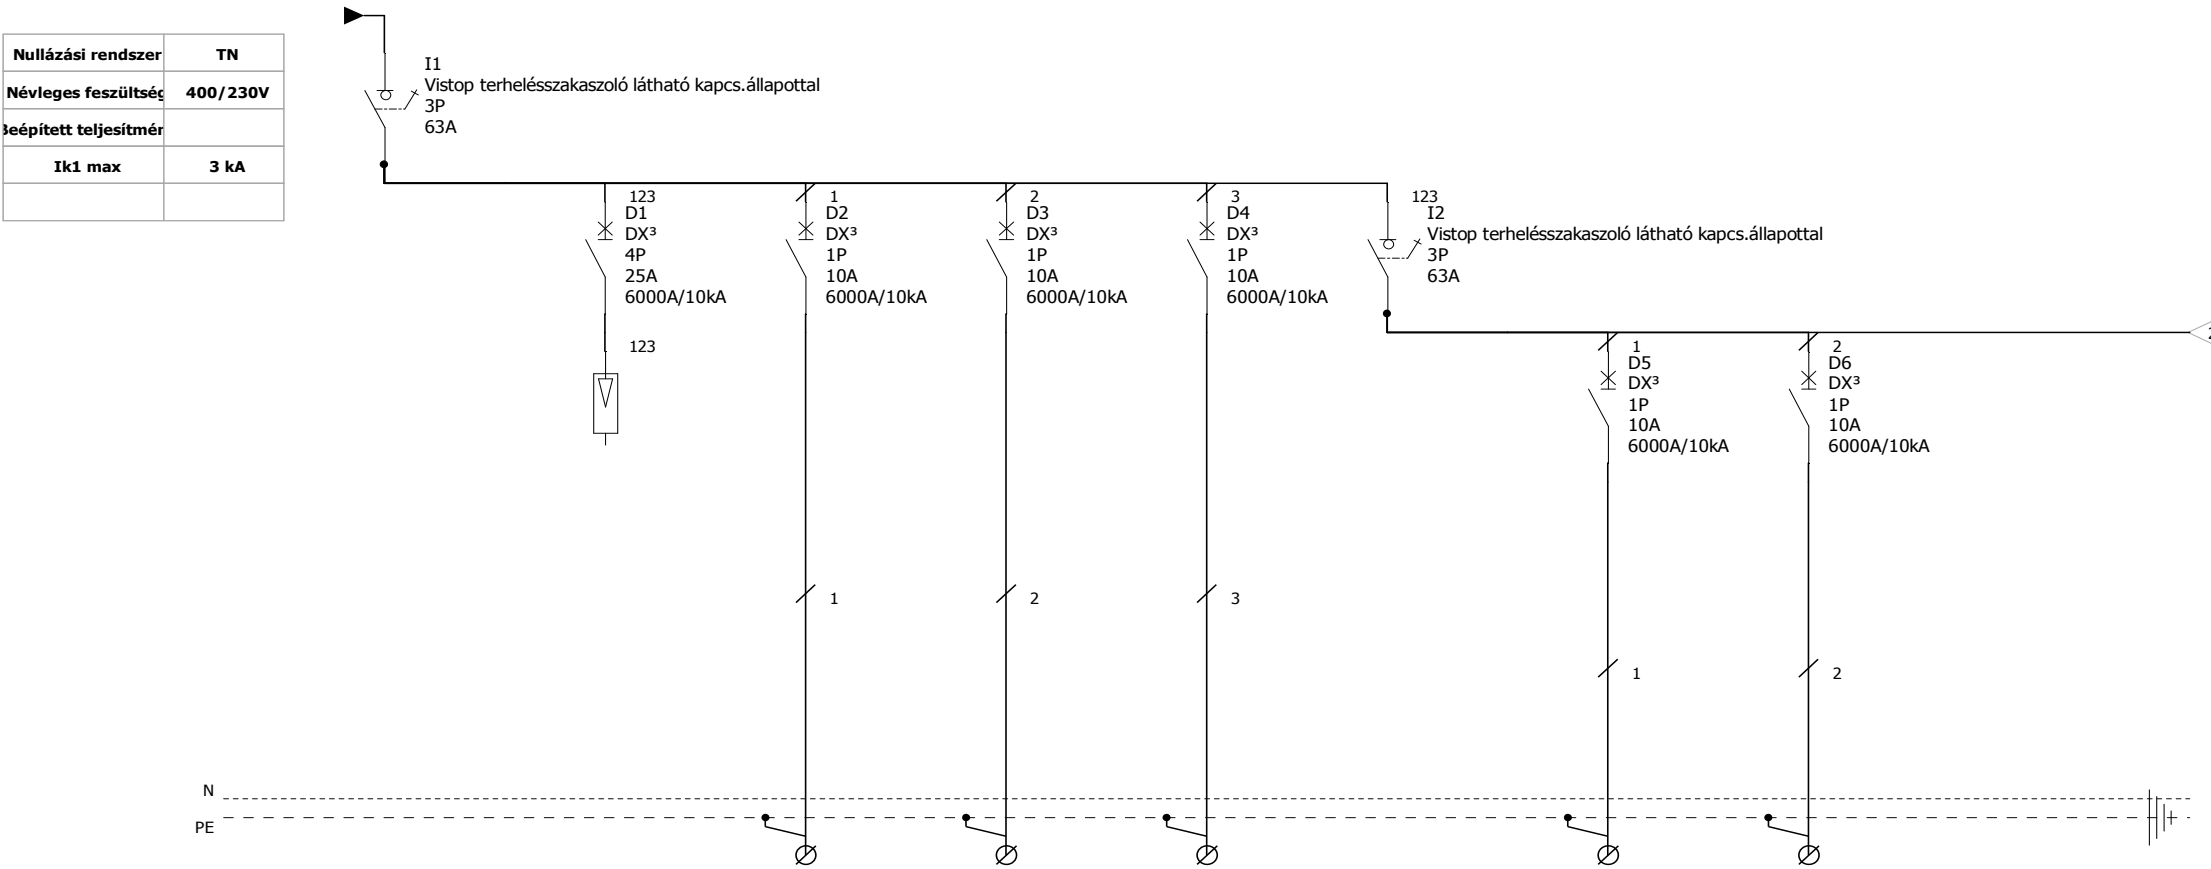 Nullázási rendszer TN
Névleges feszültség 400/230V
Beépített teljesítmén
Ik1 max 3 kA
I1
Vistop terhelésszakaszoló látható kapcs.állapottal
3P
63A
123
D1
DX³
4P
25A
6000A/10kA
123
1
D2
DX³
1P
10A
6000A/10kA
1
2
D3
DX³
1P
10A
6000A/10kA
2
3
D4
DX³
1P
10A
6000A/10kA
3
123
I2
Vistop terhelésszakaszoló látható kapcs.állapottal
3P
63A
1
D5
DX³
1P
10A
6000A/10kA
1
2
D6
DX³
1P
10A
6000A/10kA
2
N
PE